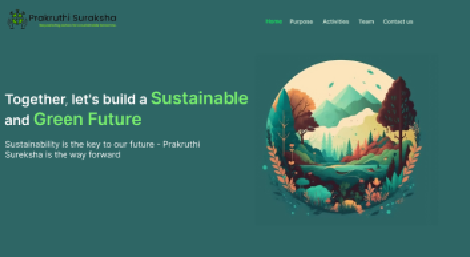 Prakruthi Suraksha
Home Purpose Activities Team Contact us
Together, let's build a Sustainable
and Green Future
Sustainability is the key to our future - Prakruthi
Sureksha is the way forward